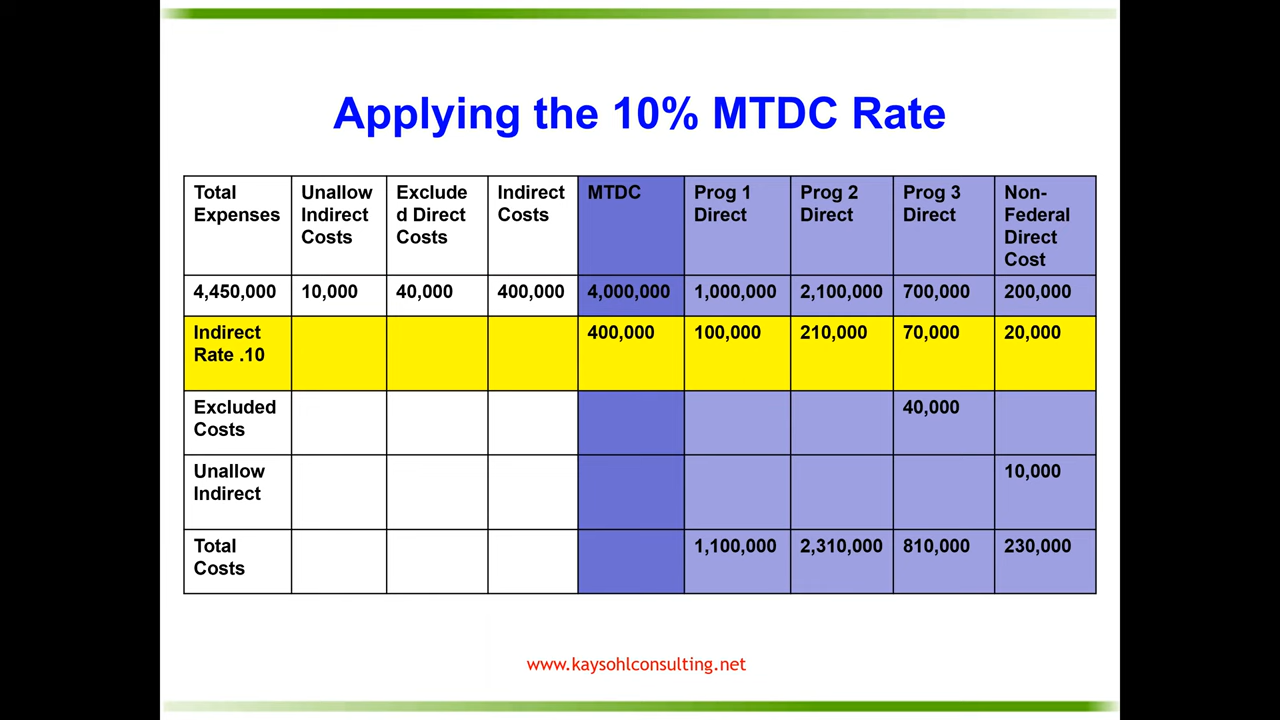 Applying the 10% MTDC Rate
Total Expenses | Unallow Indirect Costs | Exclude d Direct Costs | Indirect Costs | MTDC | Prog 1 Direct | Prog 2 Direct | Prog 3 Direct | Non-Federal Direct Cost
4,450,000 | 10,000 | 40,000 | 400,000 | 4,000,000 | 1,000,000 | 2,100,000 | 700,000 | 200,000
Indirect Rate .10 | | | | 400,000 | 100,000 | 210,000 | 70,000 | 20,000
Excluded Costs | | | | | | | 40,000 |
Unallow Indirect | | | | | | | | 10,000
Total Costs | | | | | 1,100,000 | 2,310,000 | 810,000 | 230,000
www.kaysohlconsulting.net